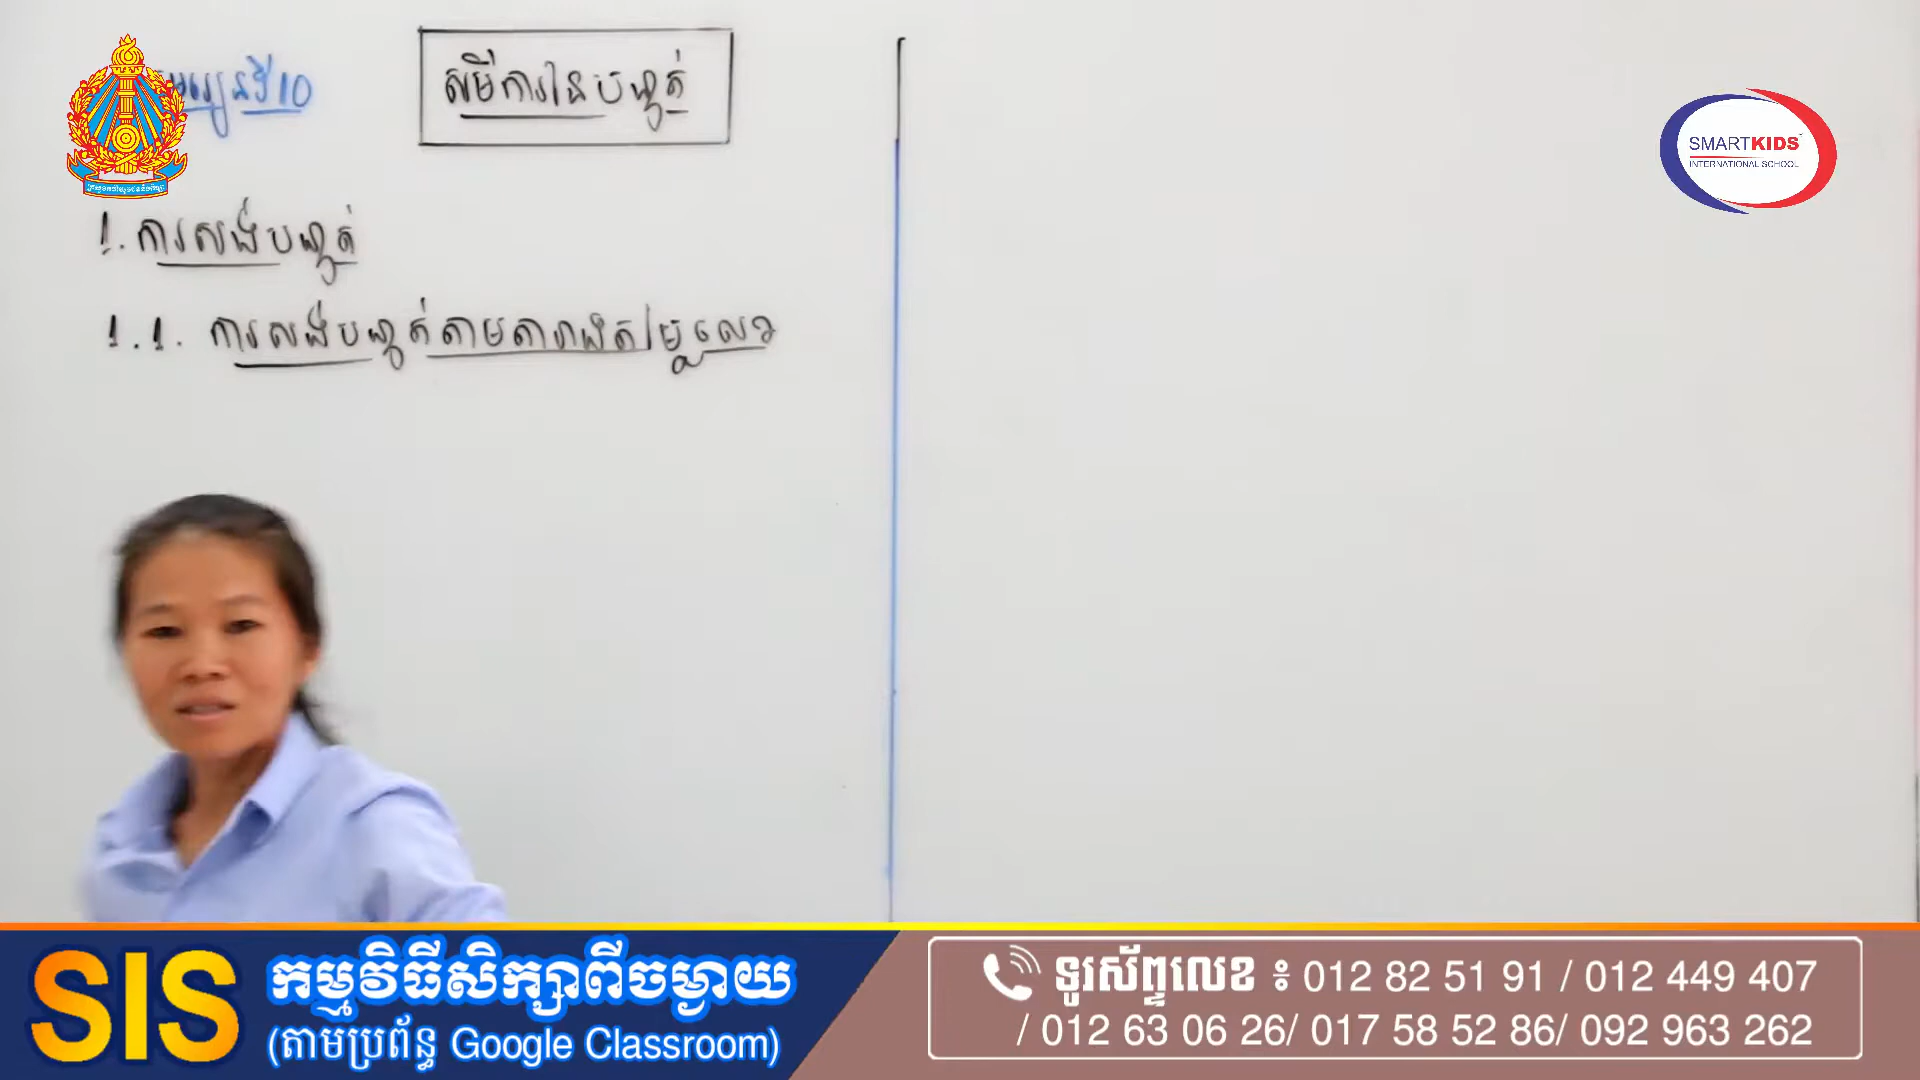 មេរៀនទី 10
សមីការនៃបន្ទាត់
1. ការសង់បន្ទាត់
1.1. ការសង់បន្ទាត់តាមតារាងតម្លៃលេខ
SMARTKIDS
INTERNATIONAL SCHOOL
SIS
កម្មវិធីសិក្សាពីចម្ងាយ
(តាមប្រព័ន្ធ Google Classroom)
ទូរស័ព្ទលេខ ៖ 012 82 51 91 / 012 449 407
/ 012 63 06 26/ 017 58 52 86/ 092 963 262